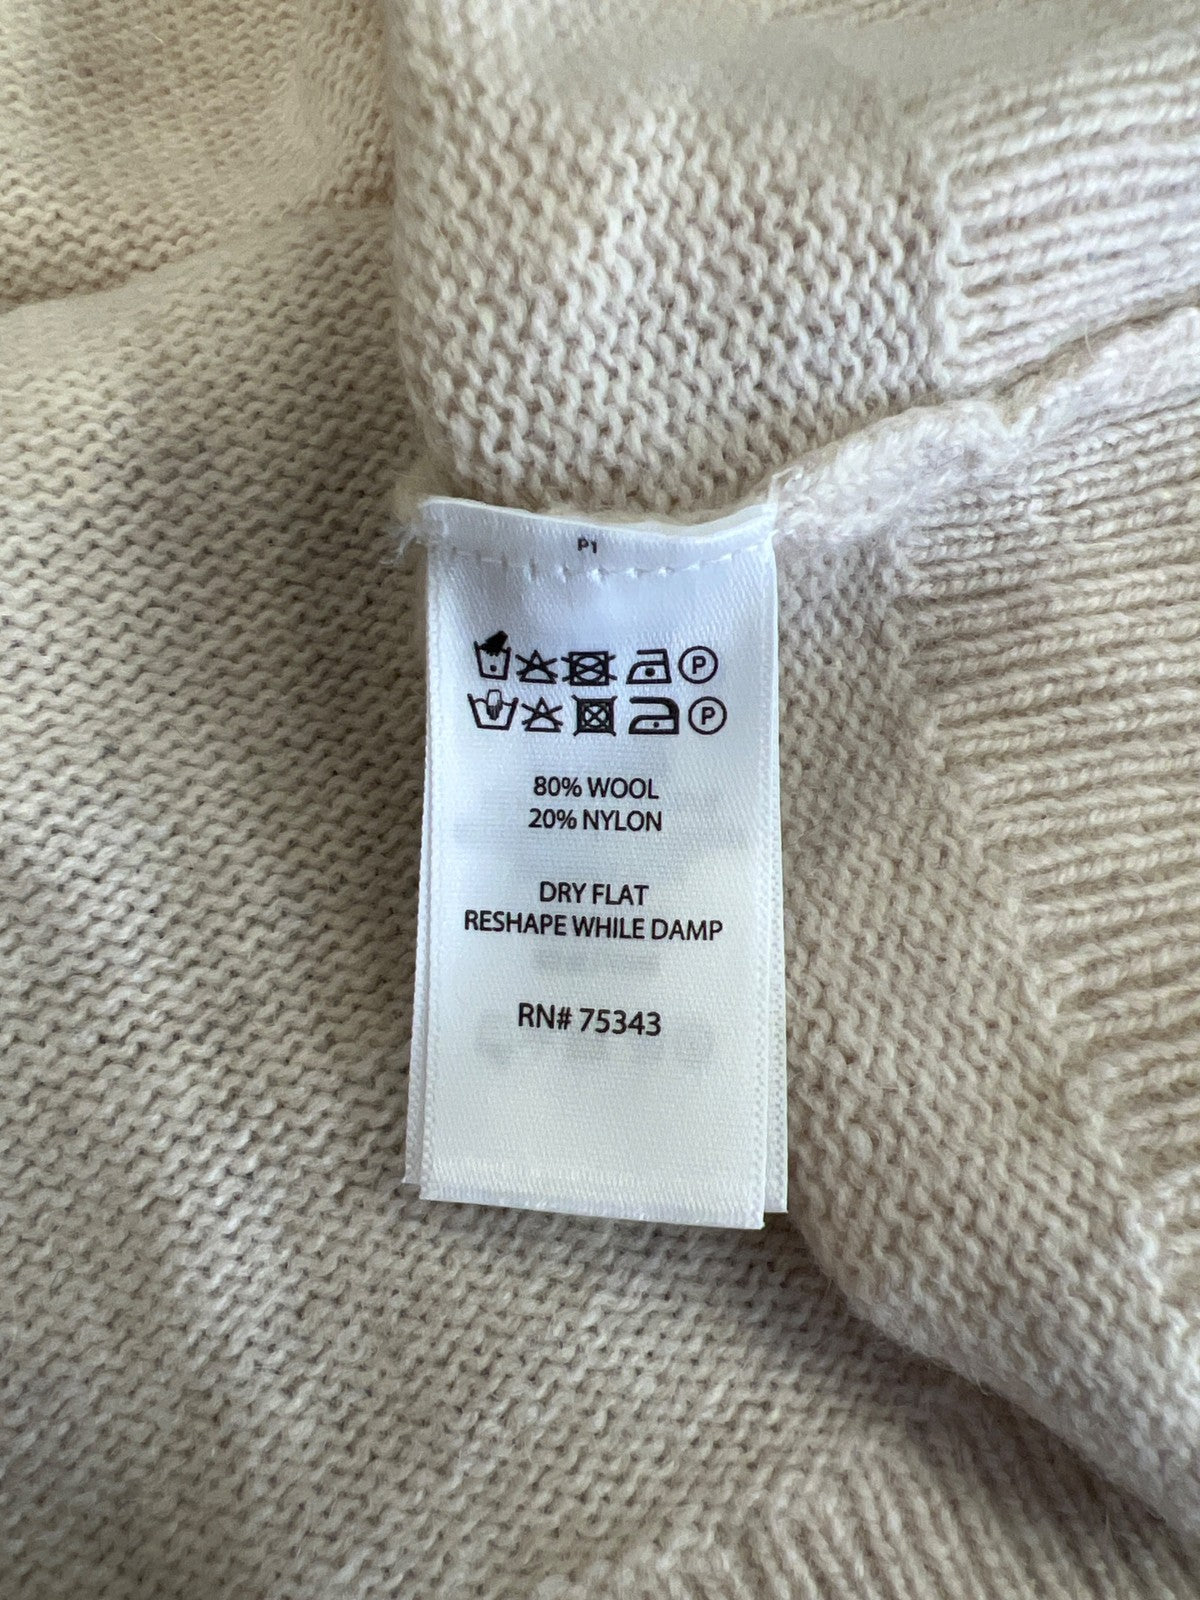 P1
P
P
80% WOOL
20% NYLON
DRY FLAT
RESHAPE WHILE DAMP
RN# 75343